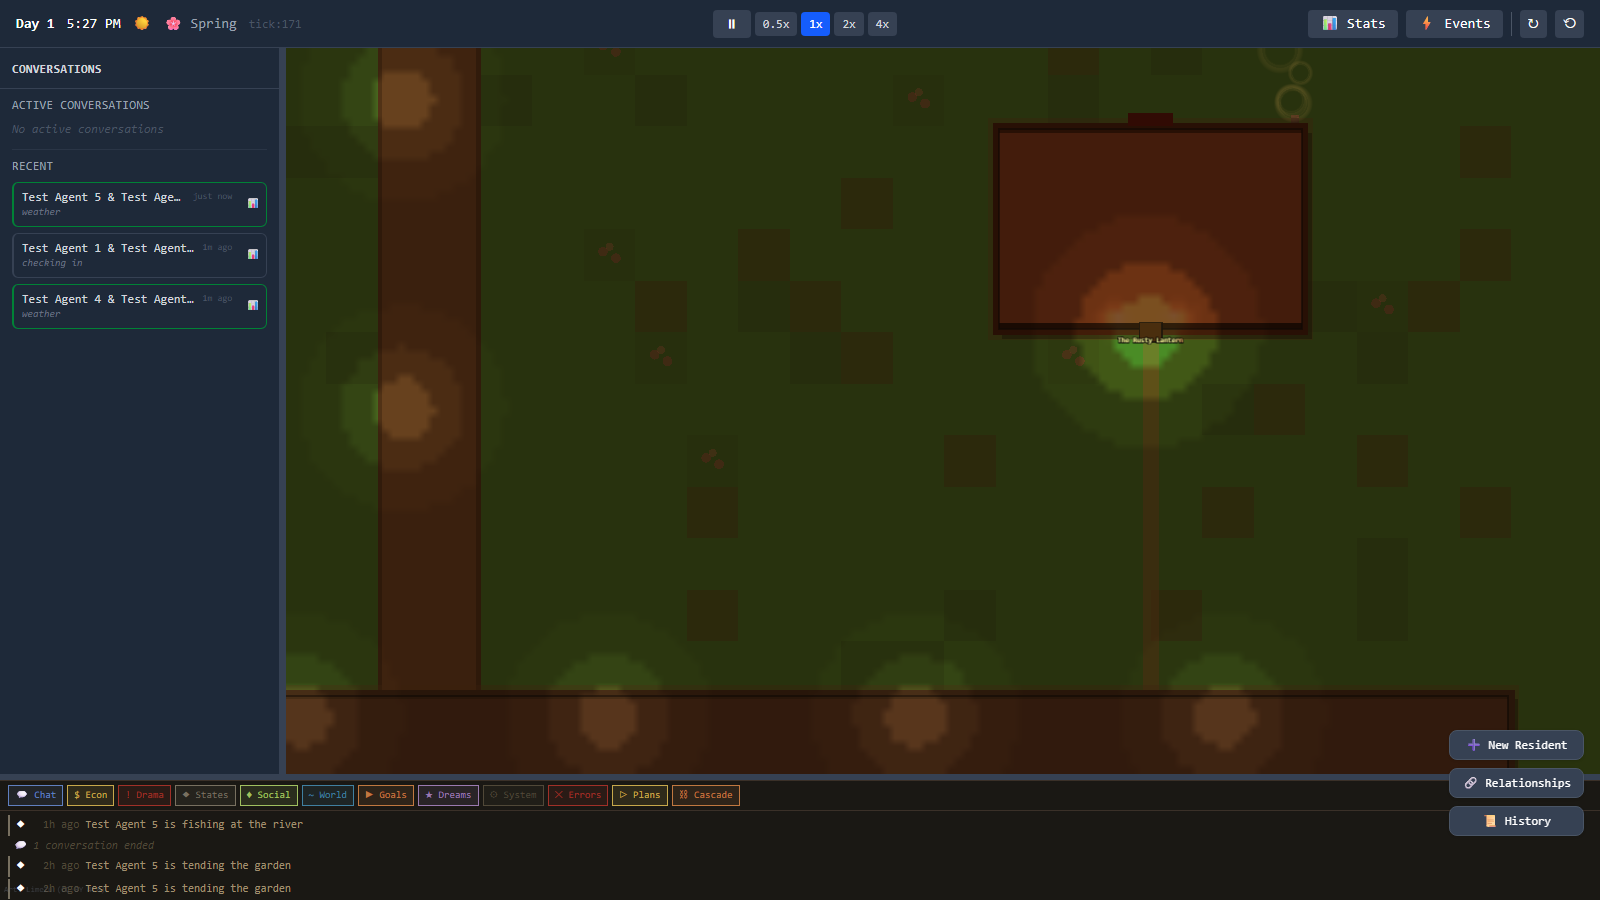 Day 1 5:27 PM Spring tick:171
0.5x 1x 2x 4x
Stats Events
CONVERSATIONS
ACTIVE CONVERSATIONS
No active conversations
RECENT
Test Agent 5 & Test Age… just now
weather
Test Agent 1 & Test Agent… 1m ago
checking in
Test Agent 4 & Test Agent… 1m ago
weather
The Rusty Lantern
New Resident
Relationships
History
Chat $ Econ ! Drama States Social ~ World Goals Dreams System Errors Plans Cascade
1h ago Test Agent 5 is fishing at the river
1 conversation ended
2h ago Test Agent 5 is tending the garden
2h ago Test Agent 5 is tending the garden